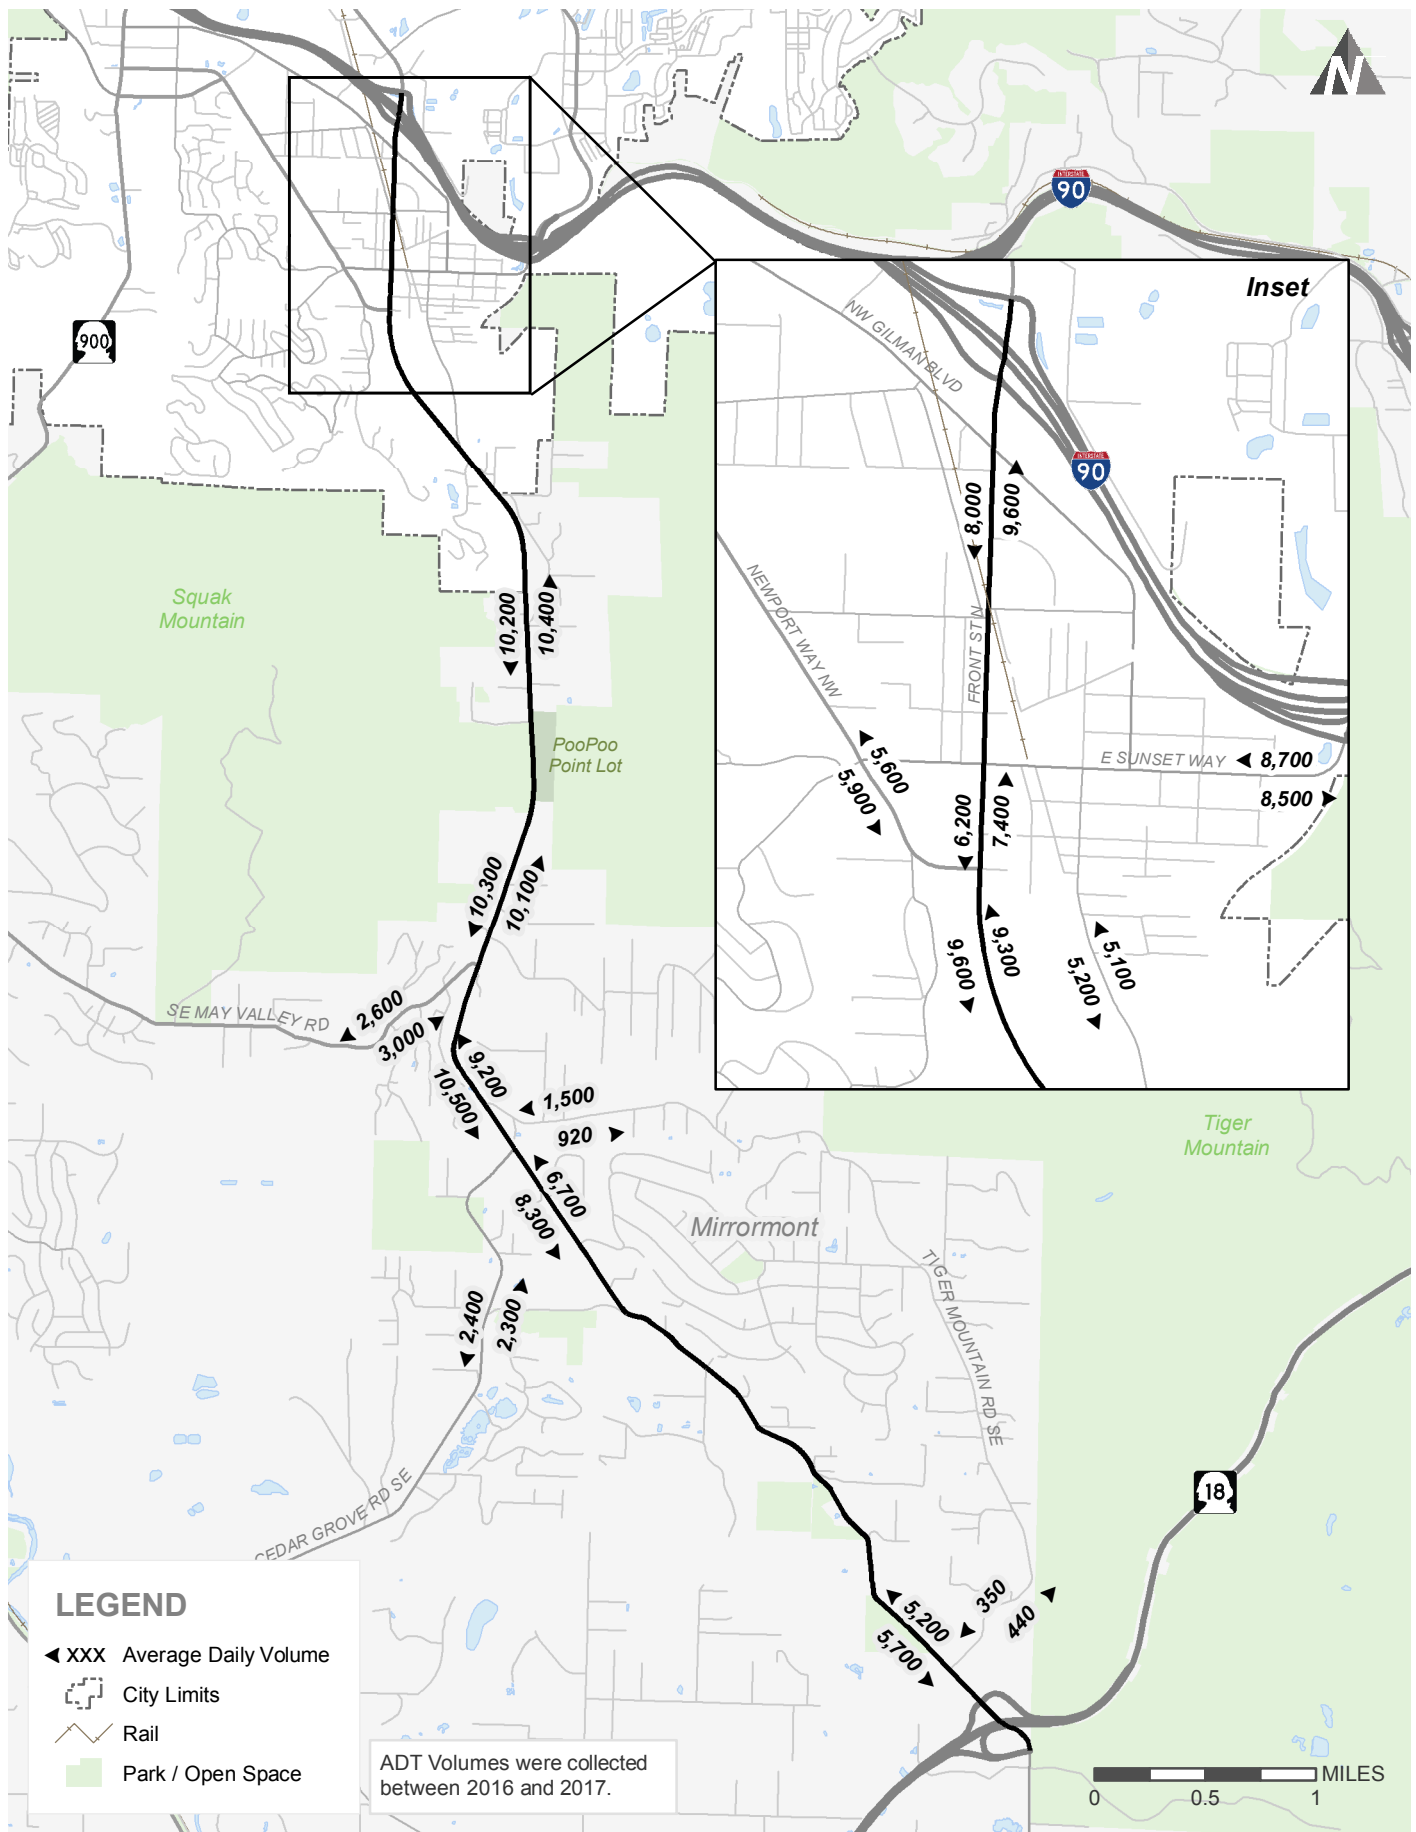 N
INTERSTATE
90
900
Inset
NW GILMAN BLVD
INTERSTATE
90
8,000
9,600
NEWPORT WAY NW
FRONT ST N
Squak
Mountain
10,200
10,400
PooPoo
Point Lot
5,600
5,900
E SUNSET WAY
8,700
8,500
6,200
7,400
10,300
10,100
9,300
9,600
5,100
5,200
SE MAY VALLEY RD
2,600
3,000
9,200
10,500
1,500
920
Tiger
Mountain
6,700
8,300
Mirrormont
TIGER MOUNTAIN RD SE
2,400
2,300
18
CEDAR GROVE RD SE
350
440
5,200
5,700
LEGEND
XXX Average Daily Volume
City Limits
Rail
Park / Open Space
ADT Volumes were collected
between 2016 and 2017.
MILES
0 0.5 1